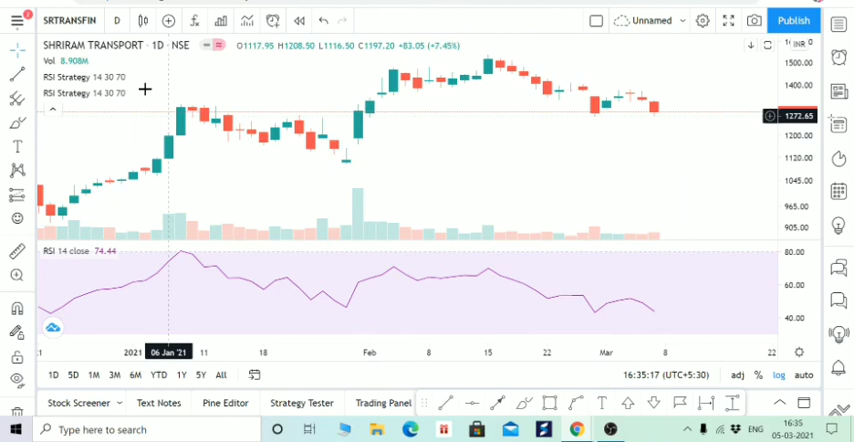 SRTRANSFIN D Unnamed Publish
SHRIRAM TRANSPORT · 1D · NSE O1117.95 H1208.50 L1116.50 C1197.20 +83.05 (+7.45%) INR
Vol 8.908M
RSI Strategy 14 30 70
RSI Strategy 14 30 70
1500.00
1400.00
1272.65
1200.00
1120.00
1045.00
965.00
905.00
RSI 14 close 74.44 80.00
60.00
40.00
2021 06 Jan '21 11 18 Feb 8 15 22 Mar 8 22
1D 5D 1M 3M 6M YTD 1Y 5Y All 16:35:17 (UTC+5:30) adj % log auto
Stock Screener Text Notes Pine Editor Strategy Tester Trading Panel
Type here to search ENG 16:35
05-03-2021